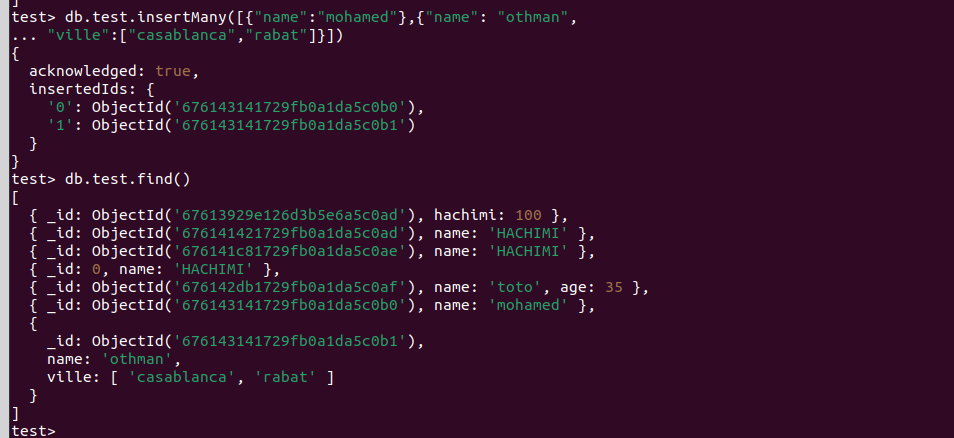 ]
test> db.test.insertMany([{"name":"mohamed"},{"name": "othman",
... "ville":["casablanca","rabat"]}])
{
  acknowledged: true,
  insertedIds: {
    '0': ObjectId('676143141729fb0a1da5c0b0'),
    '1': ObjectId('676143141729fb0a1da5c0b1')
  }
}
test> db.test.find()
[
  { _id: ObjectId('67613929e126d3b5e6a5c0ad'), hachimi: 100 },
  { _id: ObjectId('676141421729fb0a1da5c0ad'), name: 'HACHIMI' },
  { _id: ObjectId('676141c81729fb0a1da5c0ae'), name: 'HACHIMI' },
  { _id: 0, name: 'HACHIMI' },
  { _id: ObjectId('676142db1729fb0a1da5c0af'), name: 'toto', age: 35 },
  { _id: ObjectId('676143141729fb0a1da5c0b0'), name: 'mohamed' },
  {
    _id: ObjectId('676143141729fb0a1da5c0b1'),
    name: 'othman',
    ville: [ 'casablanca', 'rabat' ]
  }
]
test>